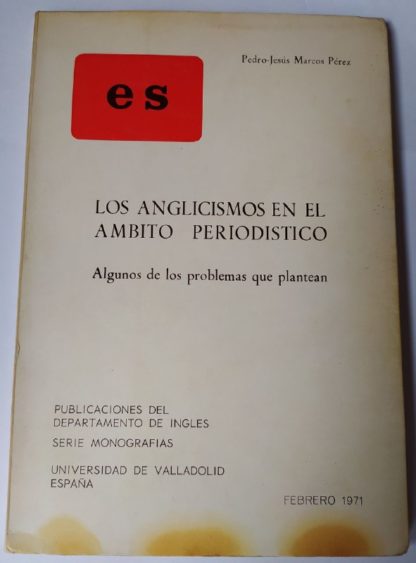 Pedro-Jesús Marcos Pérez
es
LOS ANGLICISMOS EN EL
AMBITO PERIODISTICO
Algunos de los problemas que plantean
PUBLICACIONES DEL
DEPARTAMENTO DE INGLES
SERIE MONOGRAFIAS
UNIVERSIDAD DE VALLADOLID
ESPAÑA
FEBRERO 1971